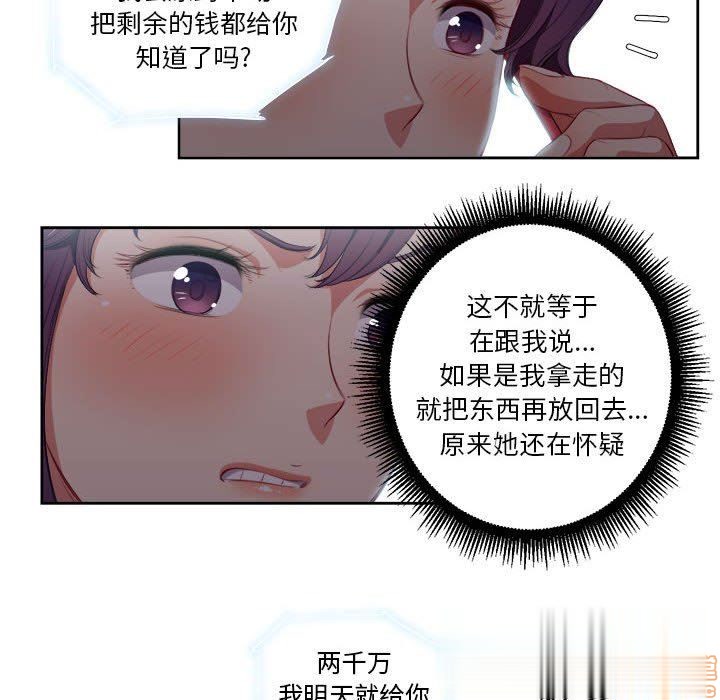 把剩余的钱都给你
知道了吗?
这不就等于
在跟我说...
如果是我拿走的
就把东西再放回去...
原来她还在怀疑
两千万
我明天就给你